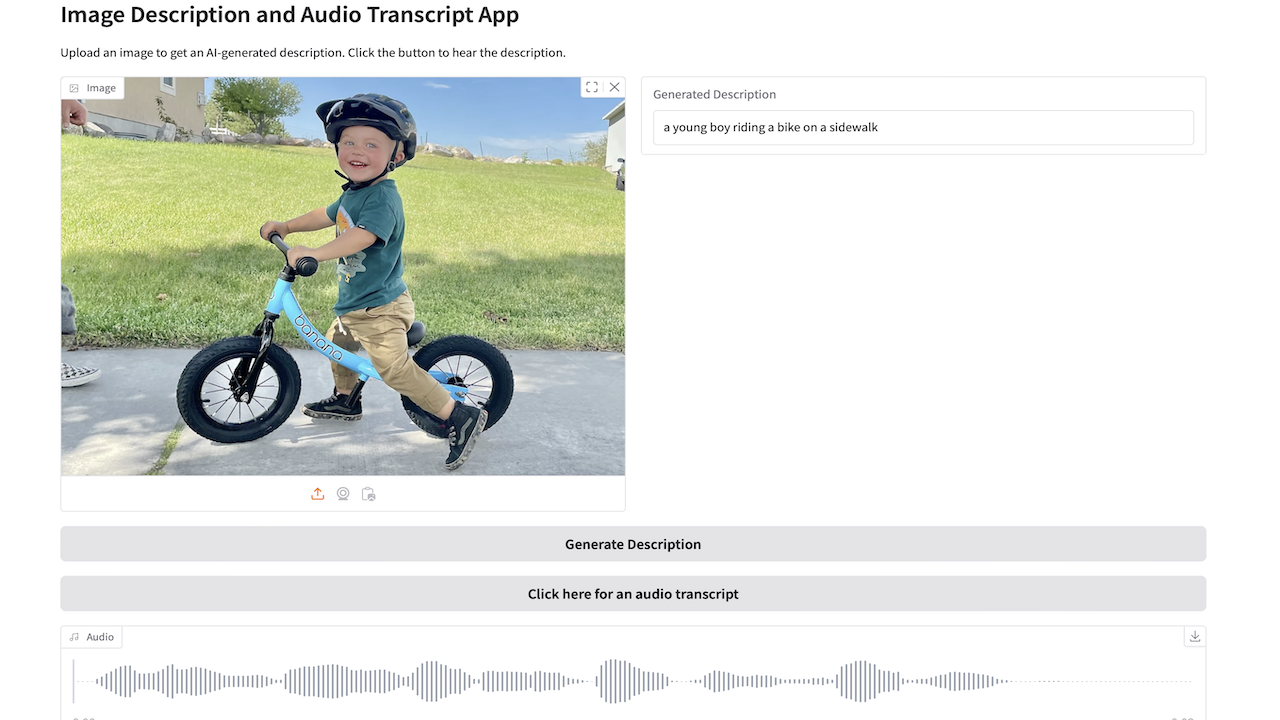 Image Description and Audio Transcript App
Upload an image to get an AI-generated description. Click the button to hear the description.
Image
Generated Description
a young boy riding a bike on a sidewalk
banana
Generate Description
Click here for an audio transcript
Audio